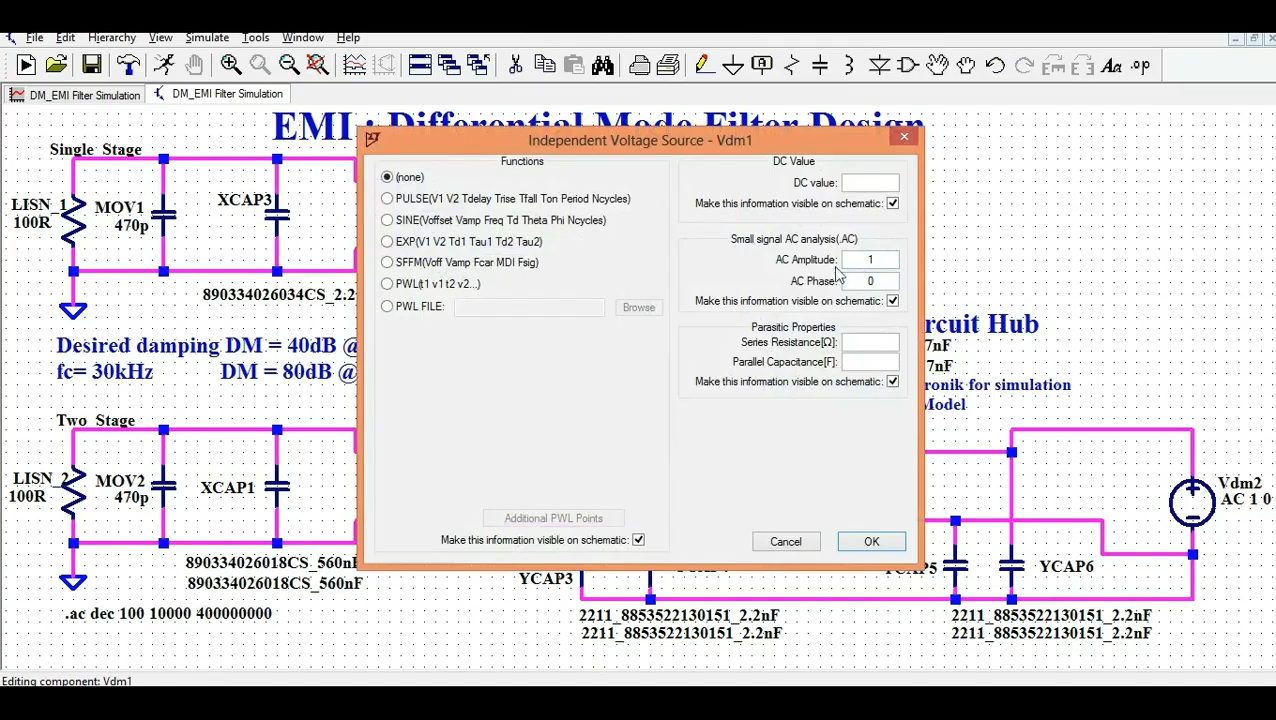 File Edit Hierarchy View Simulate Tools Window Help
DM_EMI Filter Simulation
DM_EMI Filter Simulation
EMI : Differential Mode Filter Design
Independent Voltage Source - Vdm1
Functions
(none)
PULSE(V1 V2 Tdelay Trise Tfall Ton Period Ncycles)
SINE(Voffset Vamp Freq Td Theta Phi Ncycles)
EXP(V1 V2 Td1 Tau1 Td2 Tau2)
SFFM(Voff Vamp Fcar MDI Fsig)
PWL(t1 v1 t2 v2...)
PWL FILE:
Browse
Additional PWL Points
Make this information visible on schematic:
DC Value
DC value:
Make this information visible on schematic:
Small signal AC analysis(.AC)
AC Amplitude: 1
AC Phase: 0
Make this information visible on schematic:
Parasitic Properties
Series Resistance[Ω]:
Parallel Capacitance[F]:
Make this information visible on schematic:
Cancel
OK
Single Stage
LISN_1
100R
MOV1
470p
XCAP3
890334026034CS_2.2
Desired damping DM = 40dB @
fc= 30kHz DM = 80dB @
rcuit Hub
7nF
7nF
ronik for simulation
Model
Two Stage
LISN_2
100R
MOV2
470p
XCAP1
890334026018CS_560nF
890334026018CS_560nF
.ac dec 100 10000 400000000
YCAP3
2211_8853522130151_2.2nF
2211_8853522130151_2.2nF
YCAP6
2211_8853522130151_2.2nF
2211_8853522130151_2.2nF
Vdm2
AC 1 0
Editing component: Vdm1